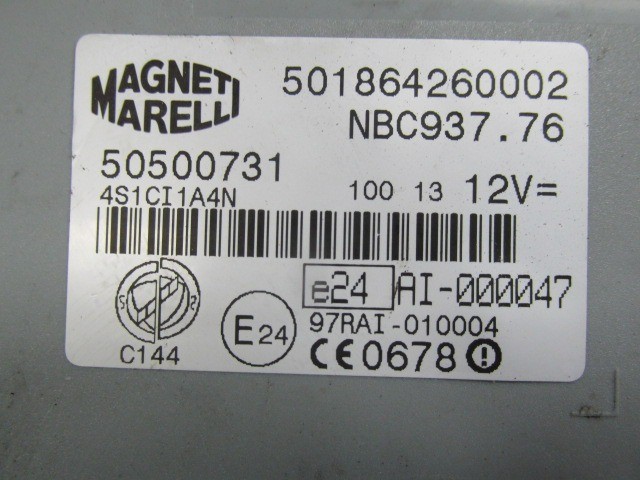 MAGNETI
MARELLI
501864260002
NBC937.76
50500731
4S1CI1A4N
100 13 12V=
e24 AI-000047
E24
97RAI-010004
C144
CE0678